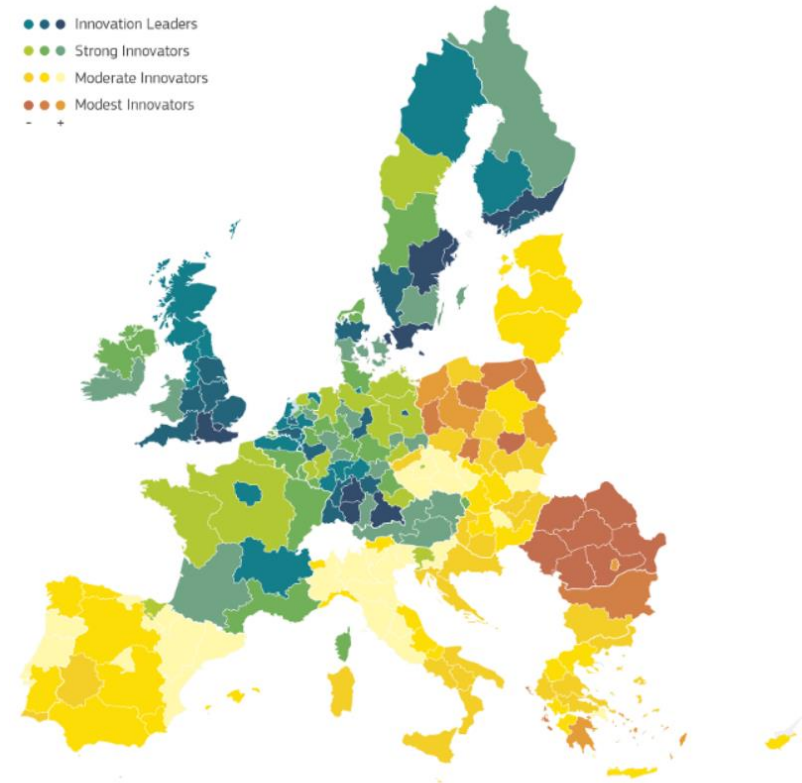 Innovation Leaders
Strong Innovators
Moderate Innovators
Modest Innovators
- +